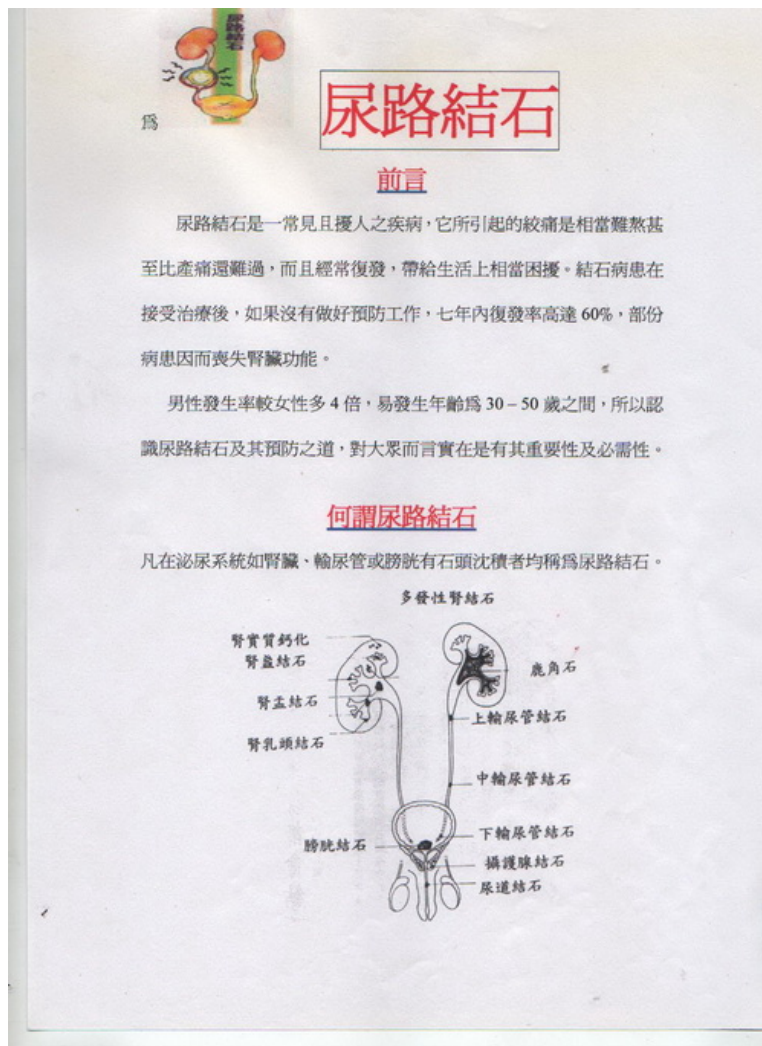 尿路結石
為
尿路結石
前言
尿路結石是一常見且擾人之疾病，它所引起的絞痛是相當難熬甚
至比產痛還難過，而且經常復發，帶給生活上相當困擾。結石病患在
接受治療後，如果沒有做好預防工作，七年內復發率高達 60%，部份
病患因而喪失腎臟功能。
男性發生率較女性多 4 倍，易發生年齡為 30 – 50 歲之間，所以認
識尿路結石及其預防之道，對大眾而言實在是有其重要性及必需性。
何謂尿路結石
凡在泌尿系統如腎臟、輸尿管或膀胱有石頭沈積者均稱為尿路結石。
多發性腎結石
腎實質鈣化
腎盞結石
腎盂結石
腎乳頭結石
鹿角石
上輸尿管結石
中輸尿管結石
膀胱結石
下輸尿管結石
攝護腺結石
尿道結石